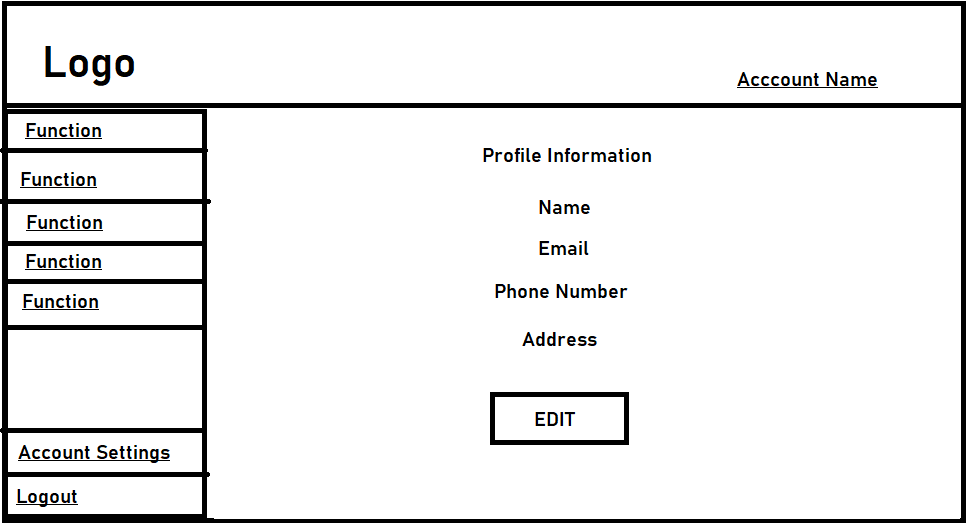 Logo
Acccount Name
Function
Function
Function
Function
Function
Account Settings
Logout
Profile Information
Name
Email
Phone Number
Address
EDIT